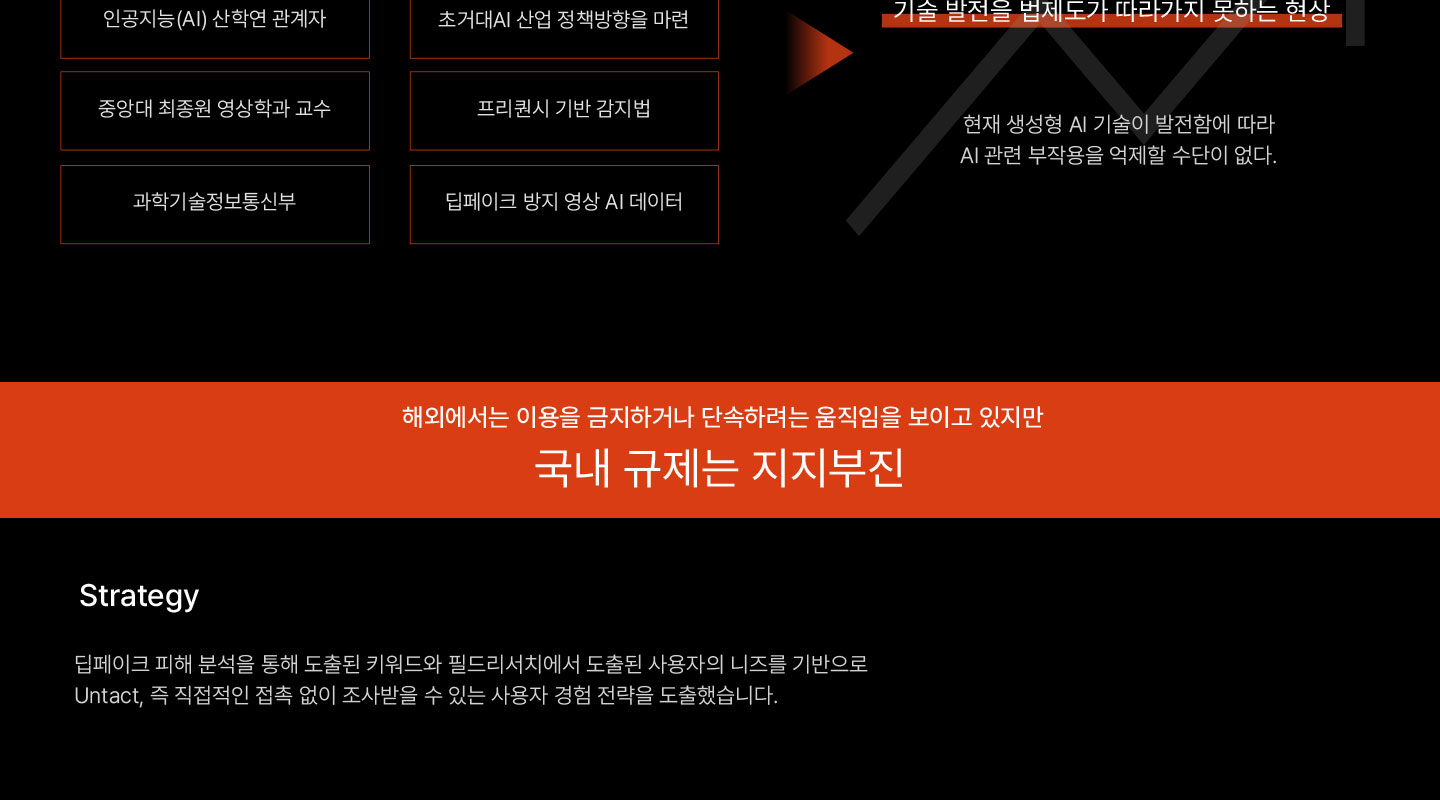 인공지능(AI) 산학연 관계자
초거대AI 산업 정책방향을 마련
기술 발전을 법제도가 따라가지 못하는 현상
중앙대 최종원 영상학과 교수
프리퀀시 기반 감지법
현재 생성형 AI 기술이 발전함에 따라
AI 관련 부작용을 억제할 수단이 없다.
과학기술정보통신부
딥페이크 방지 영상 AI 데이터
해외에서는 이용을 금지하거나 단속하려는 움직임을 보이고 있지만
국내 규제는 지지부진
Strategy
딥페이크 피해 분석을 통해 도출된 키워드와 필드리서치에서 도출된 사용자의 니즈를 기반으로
Untact, 즉 직접적인 접촉 없이 조사받을 수 있는 사용자 경험 전략을 도출했습니다.